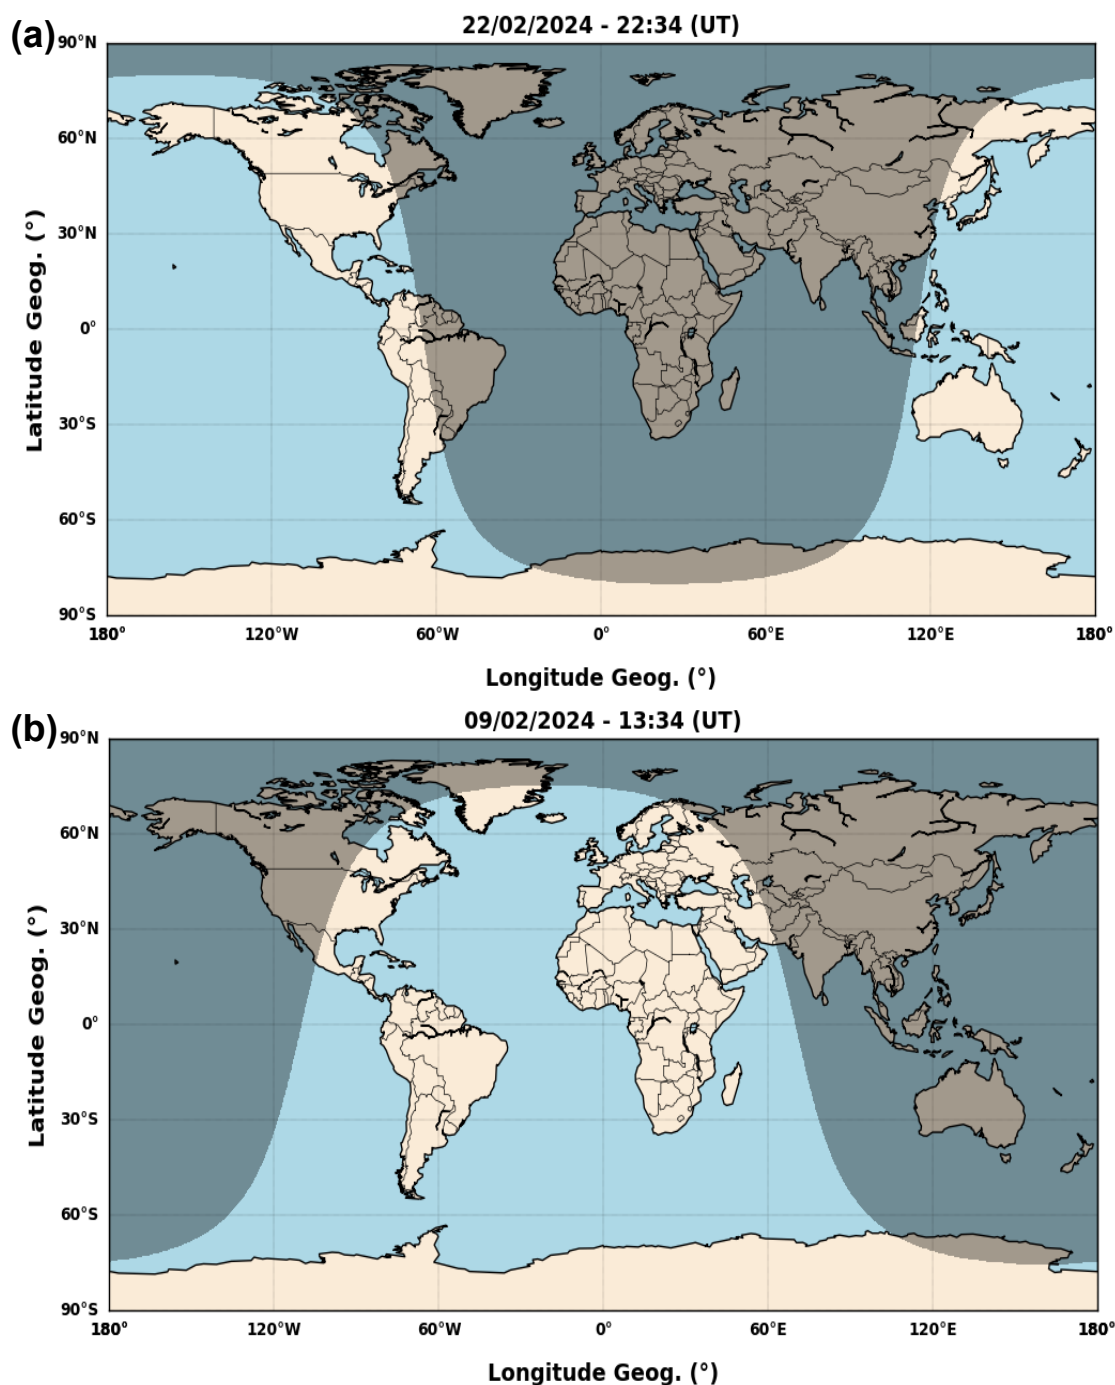 (a)
22/02/2024 - 22:34 (UT)
90°N
60°N
30°N
0°
30°S
60°S
90°S
Latitude Geog. (°)
180° 120°W 60°W 0° 60°E 120°E 180°
Longitude Geog. (°)
(b)
09/02/2024 - 13:34 (UT)
90°N
60°N
30°N
0°
30°S
60°S
90°S
Latitude Geog. (°)
180° 120°W 60°W 0° 60°E 120°E 180°
Longitude Geog. (°)